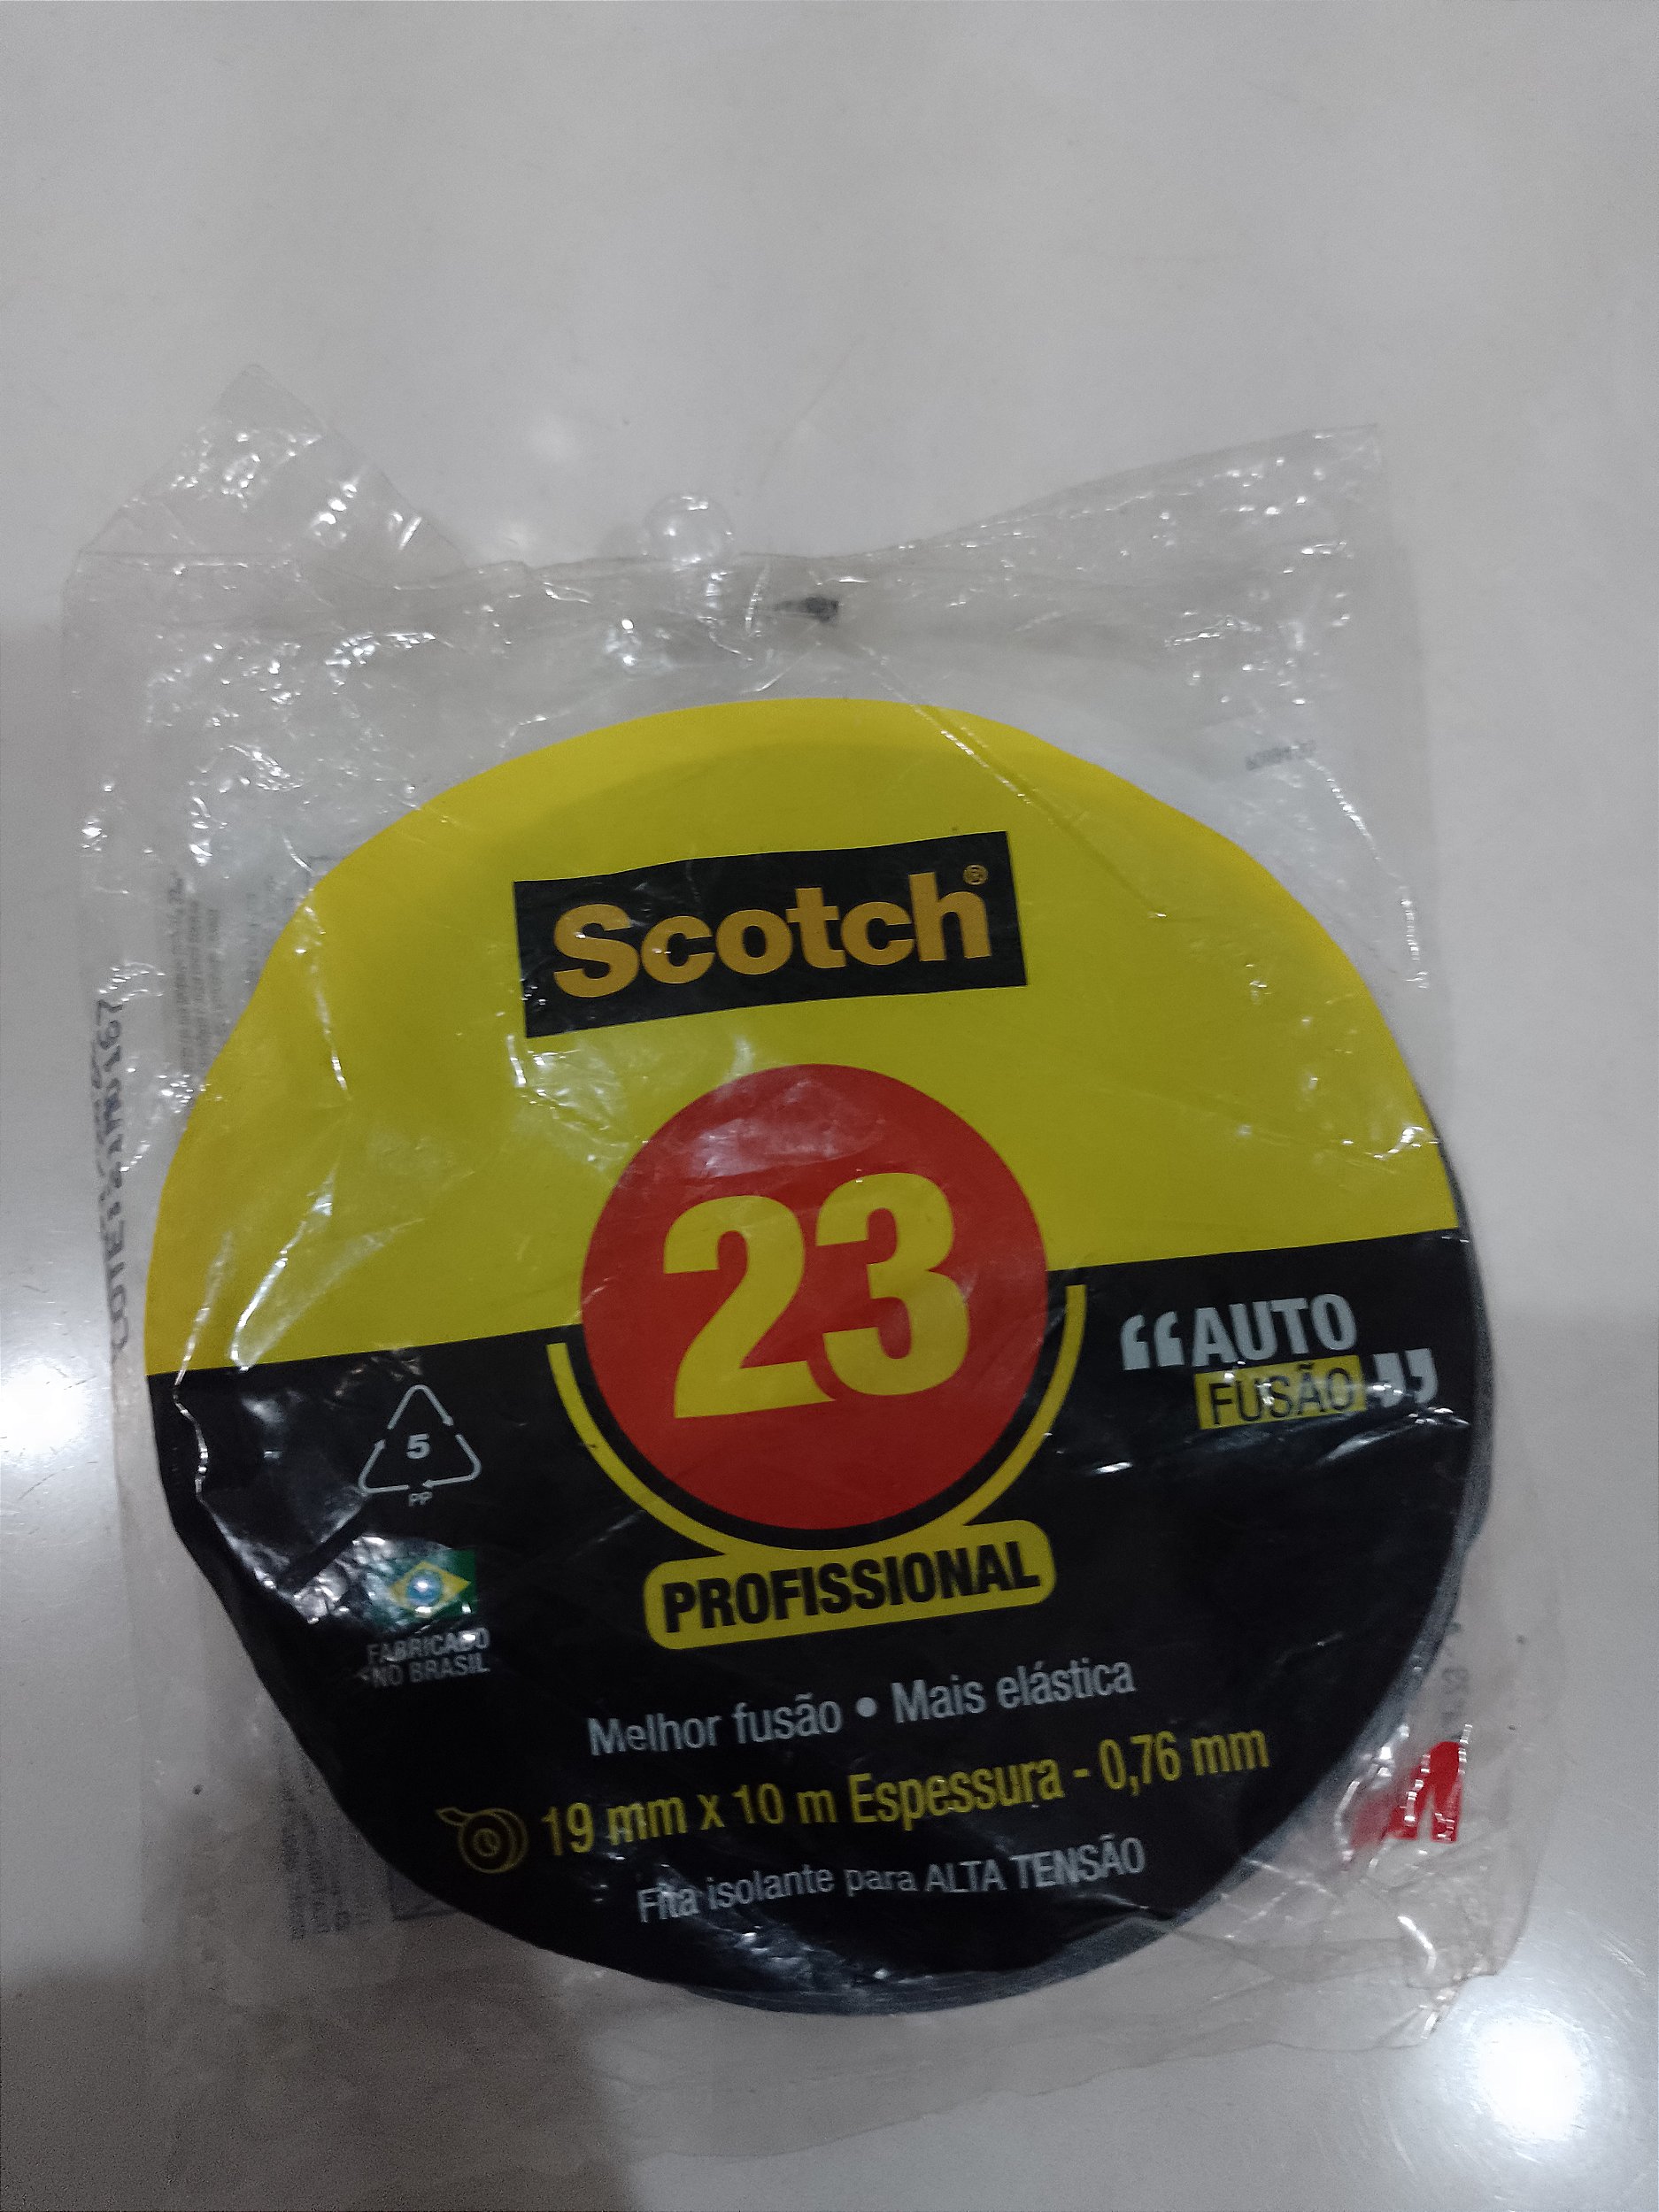 Scotch®
23
“AUTO
FUSÃO”
5
PP
PROFISSIONAL
FABRICADO
NO BRASIL
Melhor fusão • Mais elástica
19 mm x 10 m Espessura - 0,76 mm
Fita isolante para ALTA TENSÃO